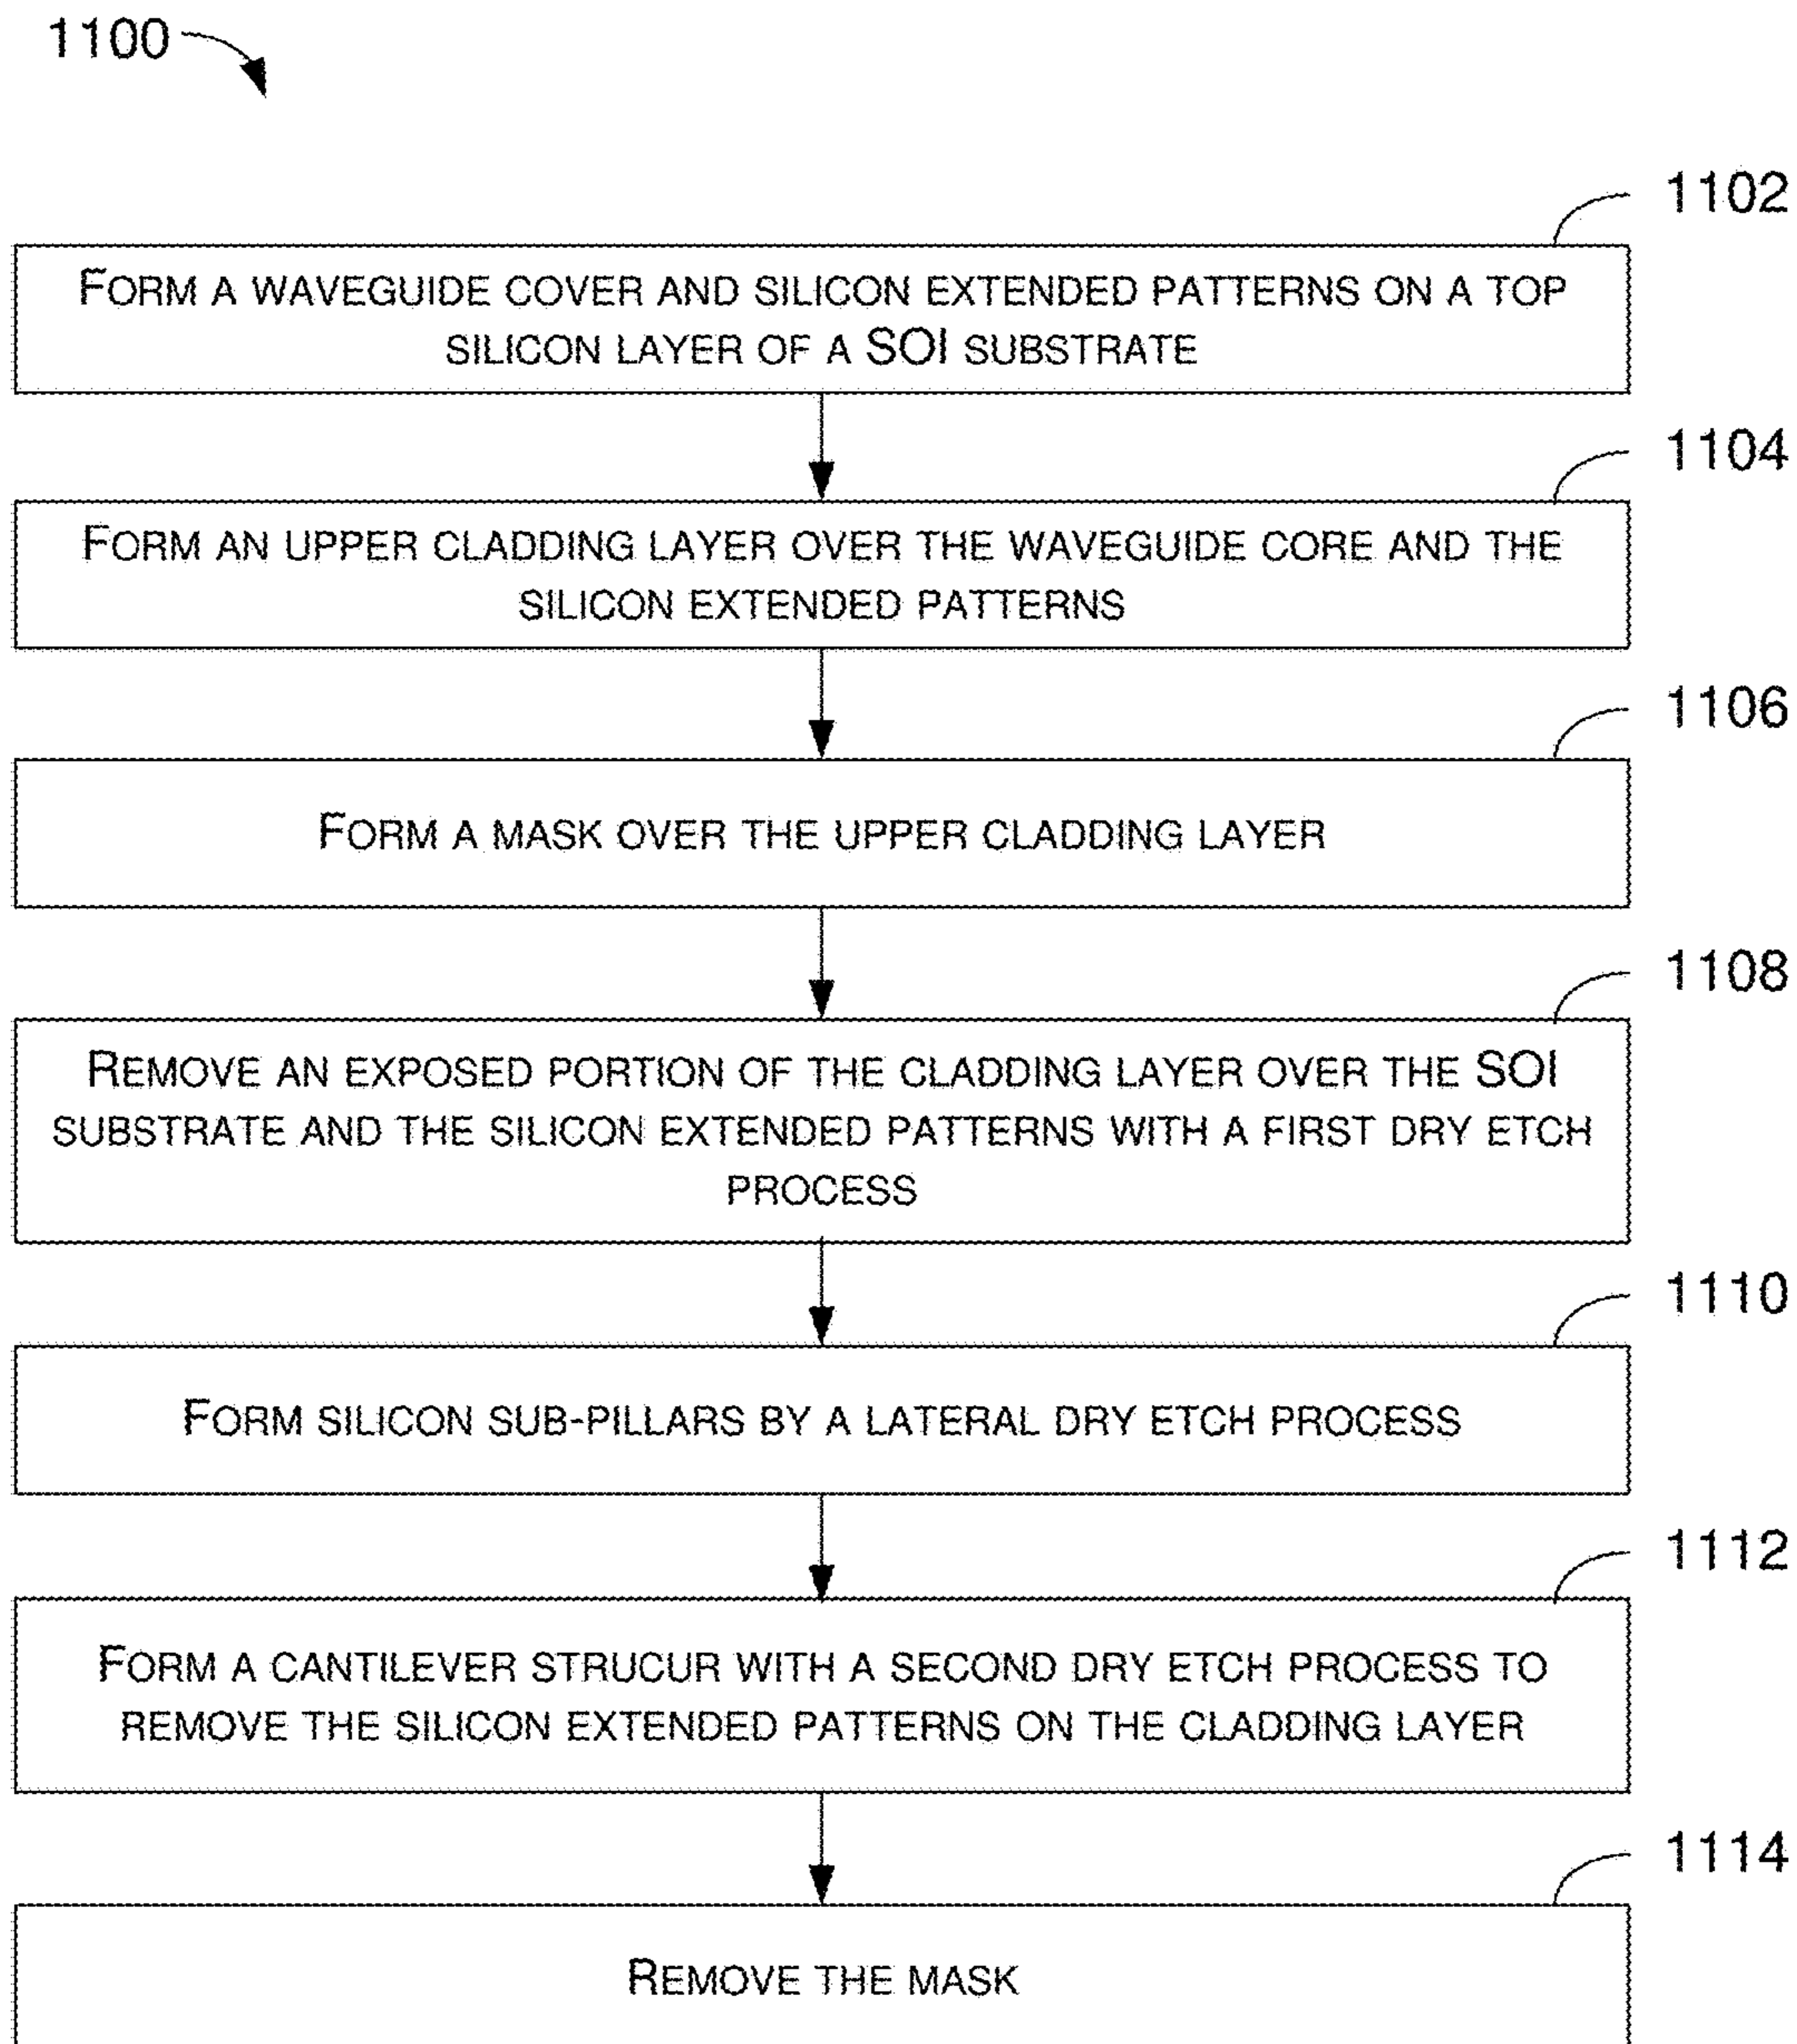 1100
1102
FORM A WAVEGUIDE COVER AND SILICON EXTENDED PATTERNS ON A TOP
SILICON LAYER OF A SOI SUBSTRATE
1104
FORM AN UPPER CLADDING LAYER OVER THE WAVEGUIDE CORE AND THE
SILICON EXTENDED PATTERNS
1106
FORM A MASK OVER THE UPPER CLADDING LAYER
1108
REMOVE AN EXPOSED PORTION OF THE CLADDING LAYER OVER THE SOI
SUBSTRATE AND THE SILICON EXTENDED PATTERNS WITH A FIRST DRY ETCH
PROCESS
1110
FORM SILICON SUB-PILLARS BY A LATERAL DRY ETCH PROCESS
1112
FORM A CANTILEVER STRUCUR WITH A SECOND DRY ETCH PROCESS TO
REMOVE THE SILICON EXTENDED PATTERNS ON THE CLADDING LAYER
1114
REMOVE THE MASK